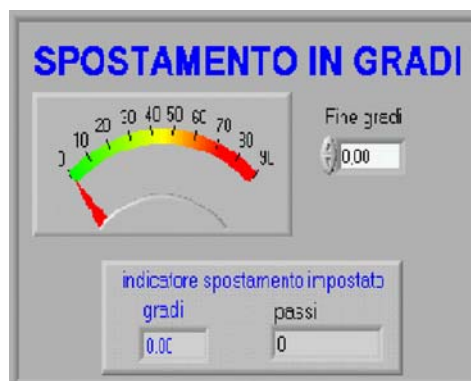 SPOSTAMENTO IN GRADI
0 10 20 30 40 50 60 70 80 90
Fine gradi
0,00
indicatore spostamento impostato
gradi passi
0.00 0